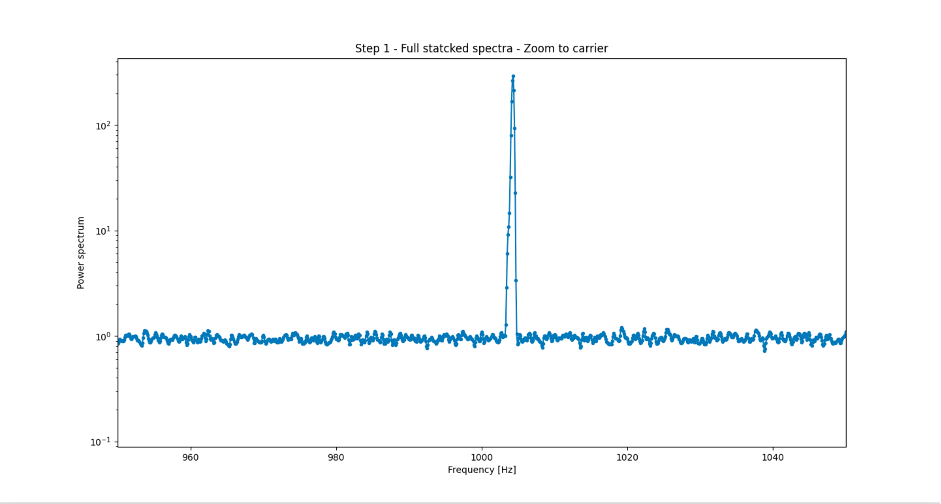 Step 1 - Full statcked spectra - Zoom to carrier
Power spectrum
10²
10¹
10⁰
10⁻¹
960 980 1000 1020 1040
Frequency [Hz]